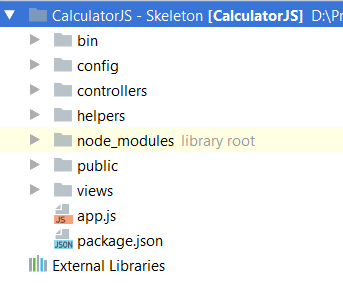 CalculatorJS - Skeleton [CalculatorJS] D:\Pr
bin
config
controllers
helpers
node_modules library root
public
views
JS app.js
JSON package.json
External Libraries